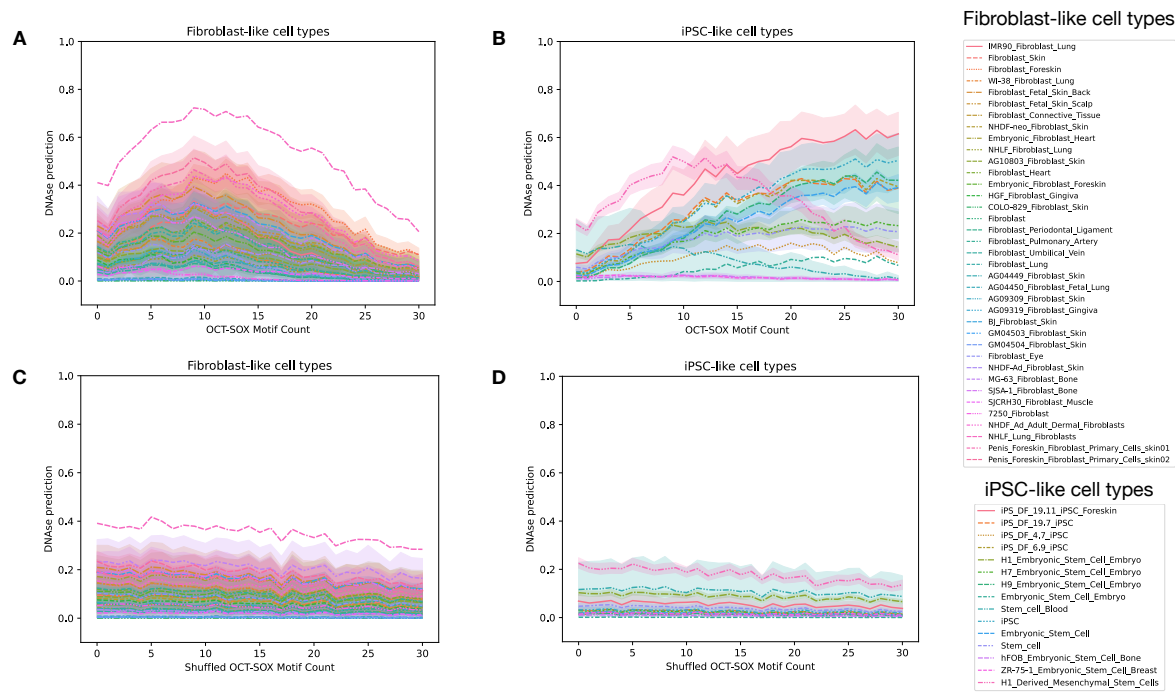 A
Fibroblast-like cell types
1.0
0.8
0.6
0.4
0.2
0.0
DNAse prediction
0 5 10 15 20 25 30
OCT-SOX Motif Count
B
iPSC-like cell types
1.0
0.8
0.6
0.4
0.2
0.0
DNAse prediction
0 5 10 15 20 25 30
OCT-SOX Motif Count
C
Fibroblast-like cell types
1.0
0.8
0.6
0.4
0.2
0.0
DNAse prediction
0 5 10 15 20 25 30
Shuffled OCT-SOX Motif Count
D
iPSC-like cell types
1.0
0.8
0.6
0.4
0.2
0.0
DNAse prediction
0 5 10 15 20 25 30
Shuffled OCT-SOX Motif Count
Fibroblast-like cell types
IMR90_Fibroblast_Lung
Fibroblast_Skin
Fibroblast_Foreskin
WI-38_Fibroblast_Lung
Fibroblast_Fetal_Skin_Back
Fibroblast_Fetal_Skin_Scalp
Fibroblast_Connective_Tissue
NHDF-neo_Fibroblast_Skin
Embryonic_Fibroblast_Heart
NHLF_Fibroblast_Lung
AG10803_Fibroblast_Skin
Fibroblast_Heart
Embryonic_Fibroblast_Foreskin
HGF_Fibroblast_Gingiva
COLO-829_Fibroblast_Skin
Fibroblast
Fibroblast_Periodontal_Ligament
Fibroblast_Pulmonary_Artery
Fibroblast_Umbilical_Vein
Fibroblast_Lung
AG04449_Fibroblast_Skin
AG04450_Fibroblast_Fetal_Lung
AG09309_Fibroblast_Skin
AG09319_Fibroblast_Gingiva
BJ_Fibroblast_Skin
GM04503_Fibroblast_Skin
GM04504_Fibroblast_Skin
Fibroblast_Eye
NHDF-Ad_Fibroblast_Skin
MG-63_Fibroblast_Bone
SJSA-1_Fibroblast_Bone
SJCRH30_Fibroblast_Muscle
7250_Fibroblast
NHDF_Ad_Adult_Dermal_Fibroblasts
NHLF_Lung_Fibroblasts
Penis_Foreskin_Fibroblast_Primary_Cells_skin01
Penis_Foreskin_Fibroblast_Primary_Cells_skin02
iPSC-like cell types
iPS_DF_19.11_iPSC_Foreskin
iPS_DF_19.7_iPSC
iPS_DF_4.7_iPSC
iPS_DF_6.9_iPSC
H1_Embryonic_Stem_Cell_Embryo
H7_Embryonic_Stem_Cell_Embryo
H9_Embryonic_Stem_Cell_Embryo
Embryonic_Stem_Cell_Embryo
Stem_cell_Blood
iPSC
Embryonic_Stem_Cell
Stem_cell
hFOB_Embryonic_Stem_Cell_Bone
ZR-75-1_Embryonic_Stem_Cell_Breast
H1_Derived_Mesenchymal_Stem_Cells